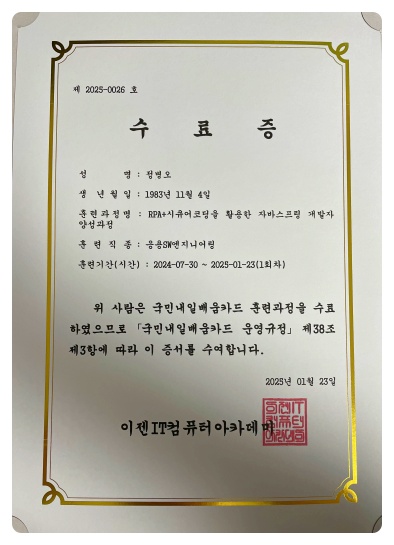 제 2025-0026 호
수 료 증
성 명 : 정병오
생 년 월 일 : 1983년 11월 4일
훈 련 과 정 명 : RPA+시큐어코딩을 활용한 자바스프링 개발자
양성과정
훈 련 직 종 : 응용SW엔지니어링
훈련기간(시간) : 2024-07-30 ~ 2025-01-23(1회차)
위 사람은 국민내일배움카드 훈련과정을 수료
하였으므로 「국민내일배움카드 운영규정」 제38조
제3항에 따라 이 증서를 수여합니다.
2025년 01월 23일
이젠IT컴퓨터아카데미